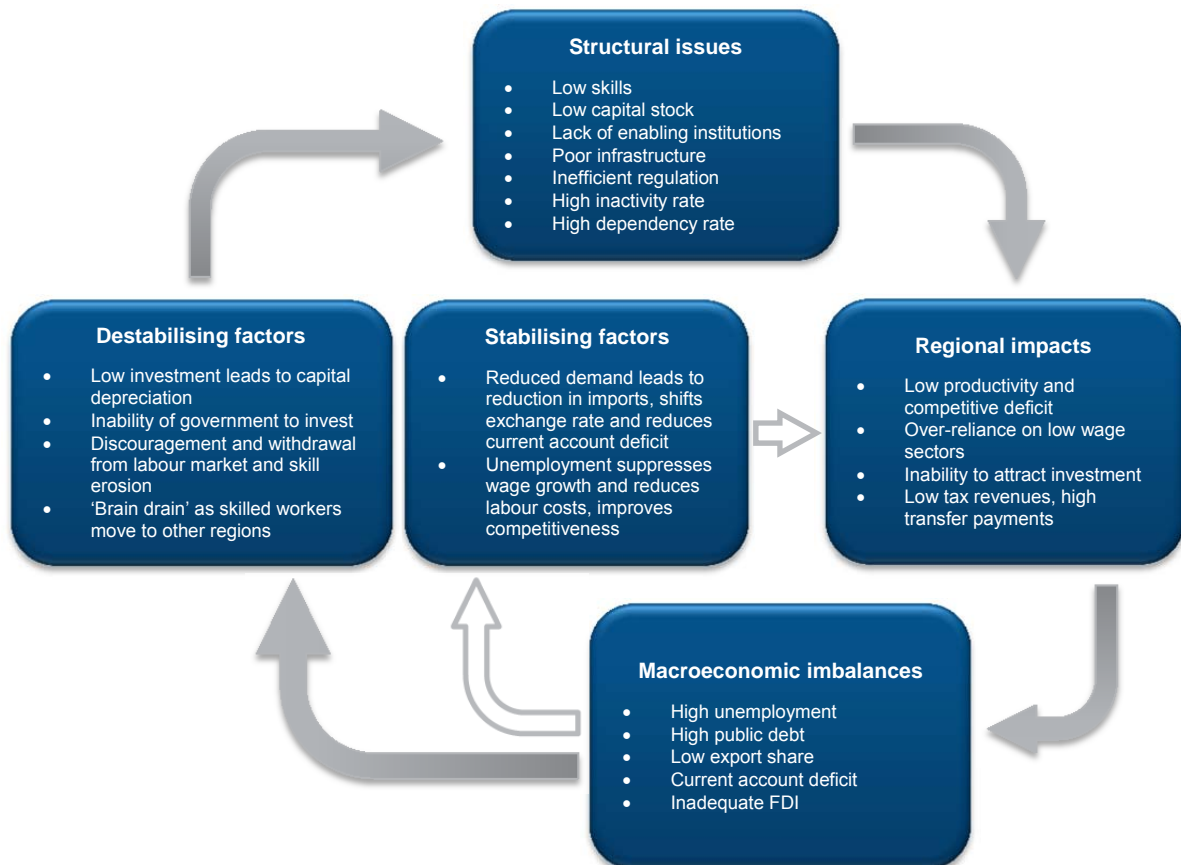 Structural issues
• Low skills
• Low capital stock
• Lack of enabling institutions
• Poor infrastructure
• Inefficient regulation
• High inactivity rate
• High dependency rate
Destabilising factors
• Low investment leads to capital
depreciation
• Inability of government to invest
• Discouragement and withdrawal
from labour market and skill
erosion
• ‘Brain drain’ as skilled workers
move to other regions
Stabilising factors
• Reduced demand leads to
reduction in imports, shifts
exchange rate and reduces
current account deficit
• Unemployment suppresses
wage growth and reduces
labour costs, improves
competitiveness
Regional impacts
• Low productivity and
competitive deficit
• Over-reliance on low wage
sectors
• Inability to attract investment
• Low tax revenues, high
transfer payments
Macroeconomic imbalances
• High unemployment
• High public debt
• Low export share
• Current account deficit
• Inadequate FDI